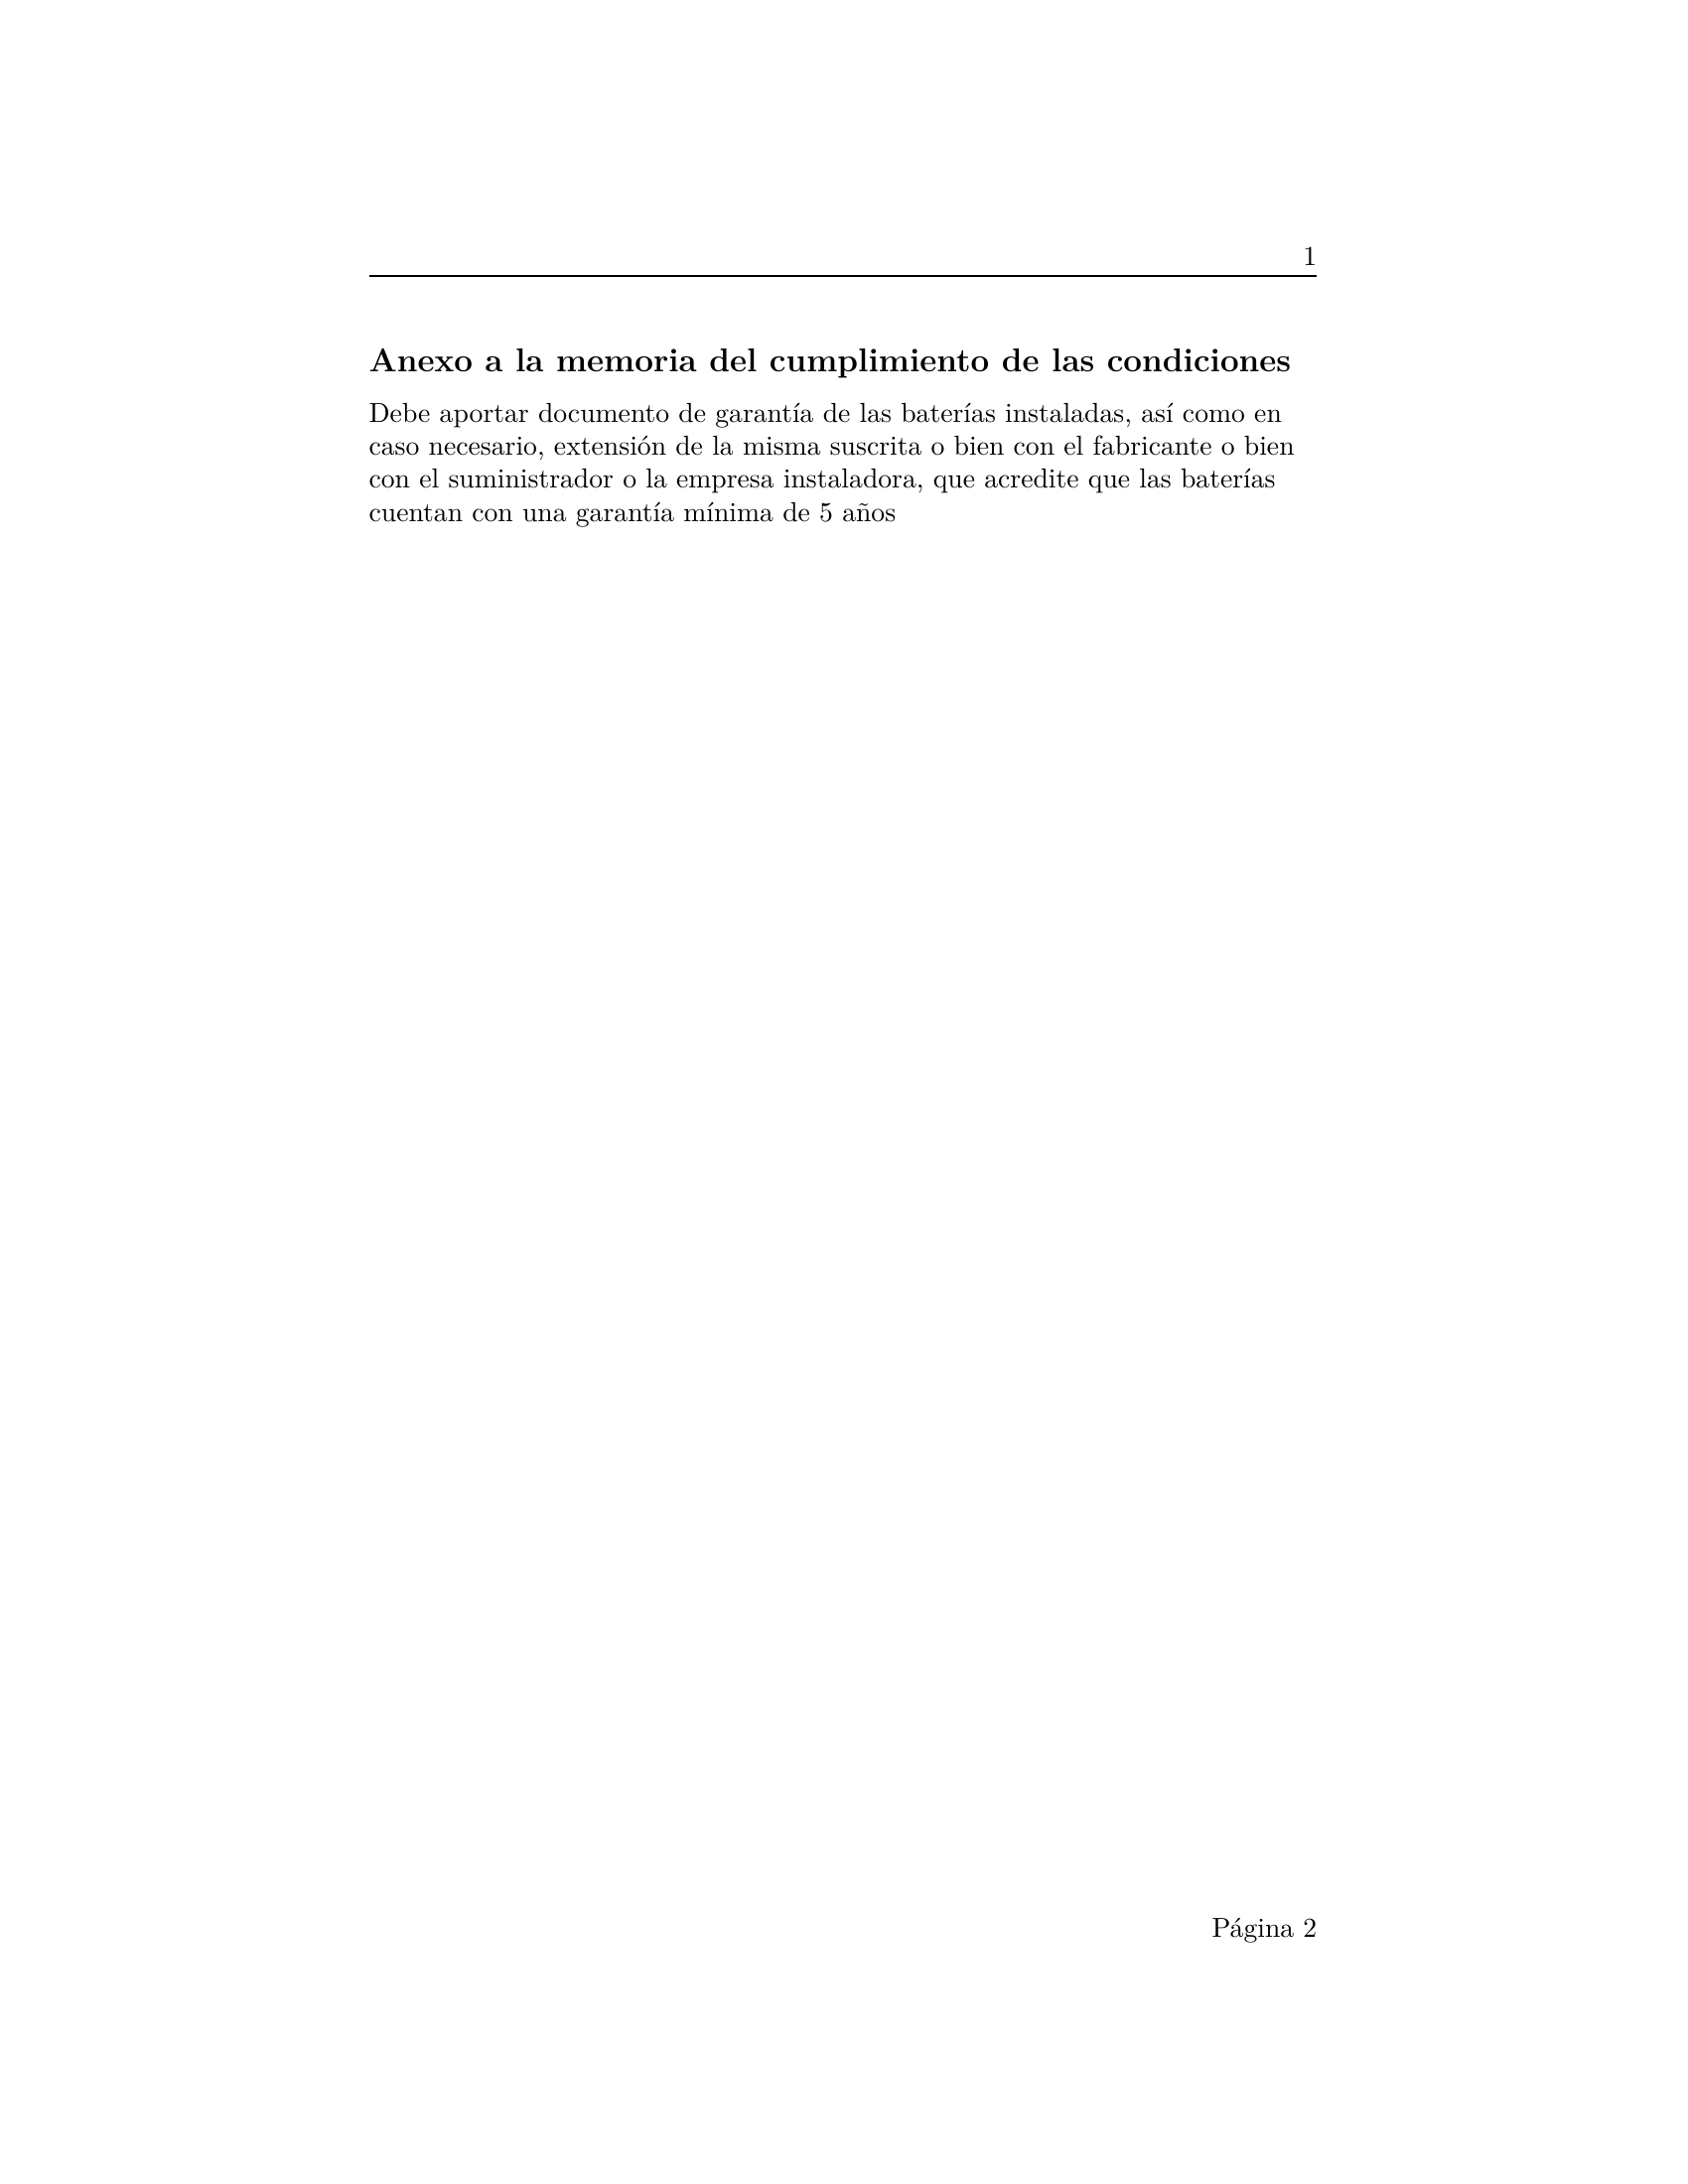 1
Anexo a la memoria del cumplimiento de las condiciones
Debe aportar documento de garantía de las baterías instaladas, así como en
caso necesario, extensión de la misma suscrita o bien con el fabricante o bien
con el suministrador o la empresa instaladora, que acredite que las baterías
cuentan con una garantía mínima de 5 años
Página 2